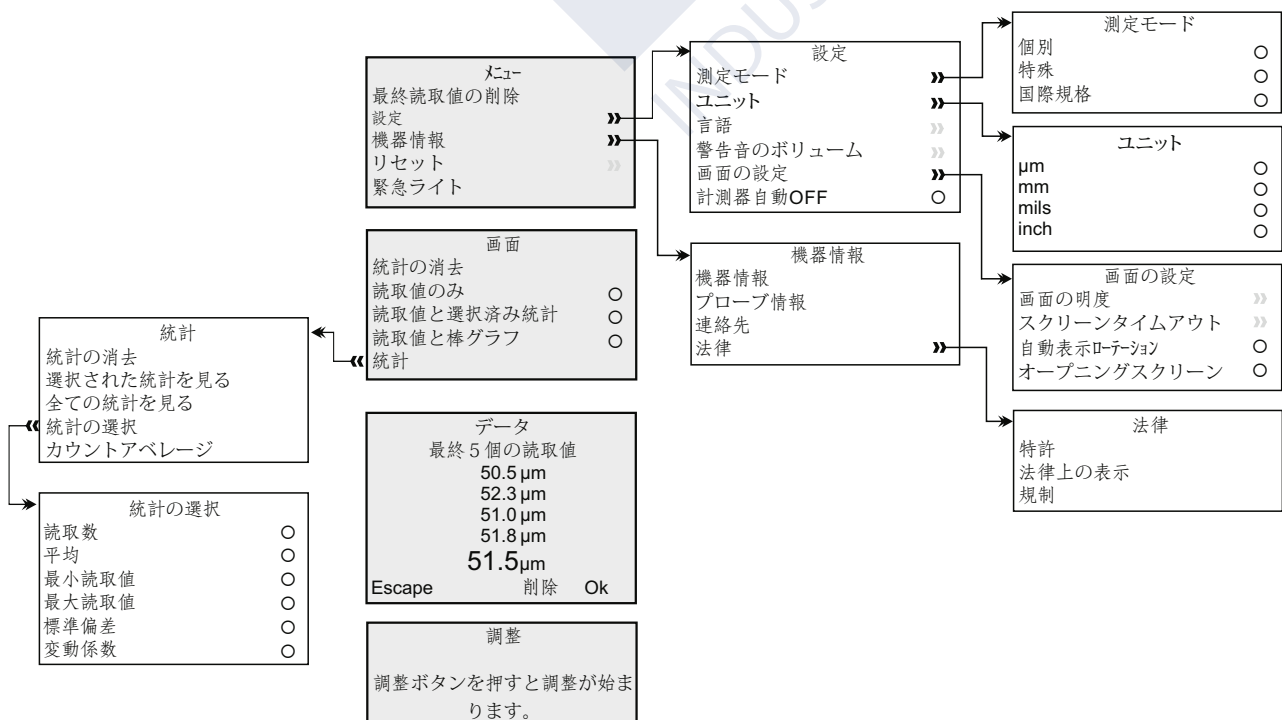 メニュー
最終読取値の削除
設定
機器情報
リセット
緊急ライト
設定
測定モード
ユニット
言語
警告音のボリューム
画面の設定
計測器自動OFF
測定モード
個別
特殊
国際規格
ユニット
µm
mm
mils
inch
画面の設定
画面の明度
スクリーンタイムアウト
自動表示ローテーション
オープニングスクリーン
機器情報
機器情報
プローブ情報
連絡先
法律
法律
特許
法律上の表示
規制
画面
統計の消去
読取値のみ
読取値と選択済み統計
読取値と棒グラフ
統計
統計
統計の消去
選択された統計を見る
全ての統計を見る
統計の選択
カウントアベレージ
統計の選択
読取数
平均
最小読取値
最大読取値
標準偏差
変動係数
データ
最終５個の読取値
50.5 µm
52.3 µm
51.0 µm
51.8 µm
51.5µm
Escape 削除 Ok
調整
調整ボタンを押すと調整が始ま
ります。
INDUS